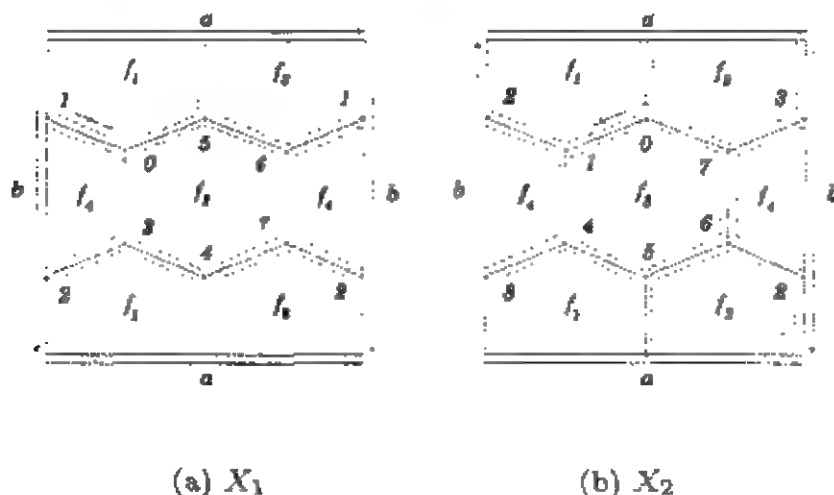 a a
f₁ f₂ f₁ f₂
1 1 2 3
0 5 6 1 0 7
b f₄ f₃ f₄ b b f₄ f₃ f₄ b
3 4 7 4 5 6
2 2 3 2
f₁ f₂ f₁ f₂
a a
(a) X₁ (b) X₂